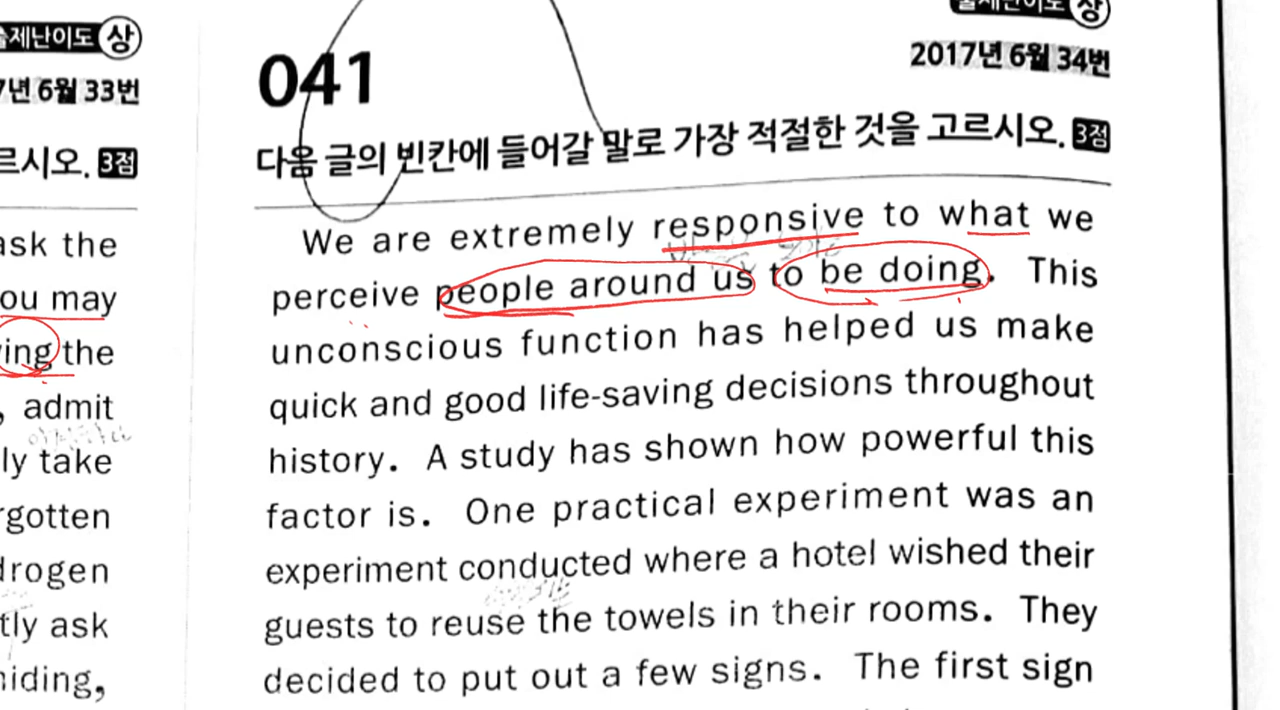 출제난이도 상
7년 6월 33번
르시오. 3점
ask the
ou may
ing the
, admit
ly take
rgotten
drogen
tly ask
hiding,
출제난이도 상
2017년 6월 34번
041
다음 글의 빈칸에 들어갈 말로 가장 적절한 것을 고르시오. 3점
We are extremely responsive to what we
perceive people around us to be doing. This
unconscious function has helped us make
quick and good life-saving decisions throughout
history. A study has shown how powerful this
factor is. One practical experiment was an
experiment conducted where a hotel wished their
guests to reuse the towels in their rooms. They
decided to put out a few signs. The first sign